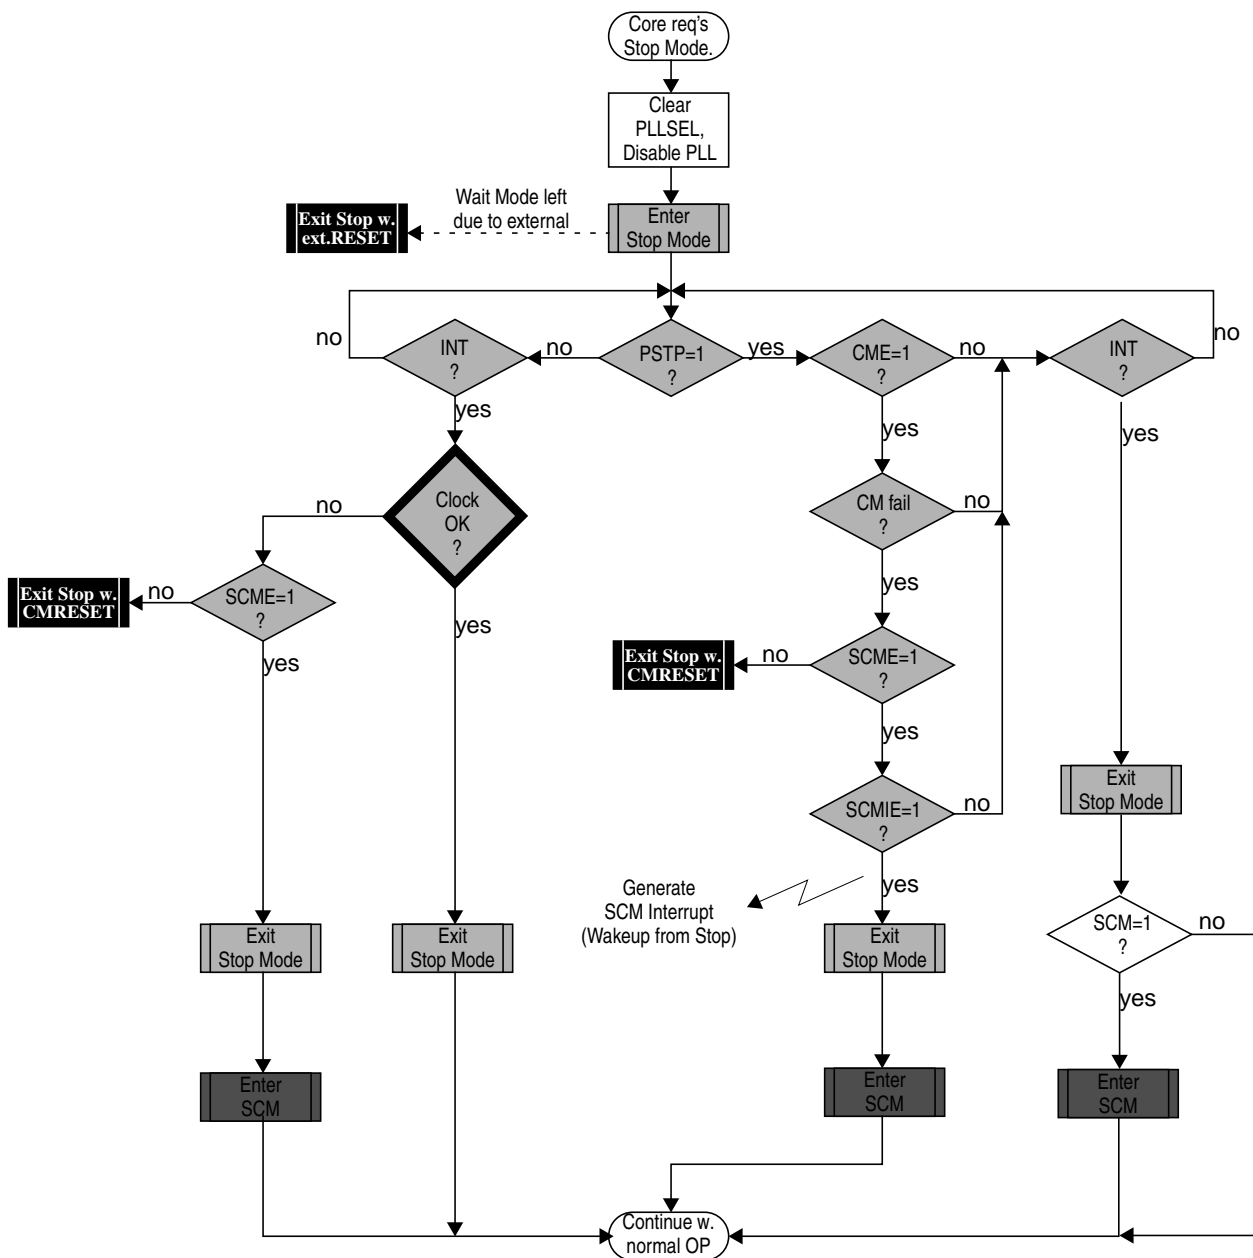 Core req's
Stop Mode.
Clear
PLLSEL,
Disable PLL
Wait Mode left
due to external
Exit Stop w.
ext.RESET
Enter
Stop Mode
no
INT
?
no
PSTP=1
?
yes
CME=1
?
no
INT
?
no
yes
yes
yes
no
Clock
OK
?
CM fail
?
no
Exit Stop w.
CMRESET
no
SCME=1
?
yes
yes
yes
Exit Stop w.
CMRESET
no
SCME=1
?
yes
SCMIE=1
?
no
Exit
Stop Mode
Generate
SCM Interrupt
(Wakeup from Stop)
yes
Exit
Stop Mode
Exit
Stop Mode
Exit
Stop Mode
SCM=1
?
no
yes
Enter
SCM
Enter
SCM
Enter
SCM
Continue w.
normal OP